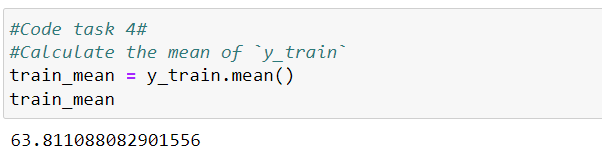 #Code task 4#
#Calculate the mean of `y_train`
train_mean = y_train.mean()
train_mean
63.811088082901556